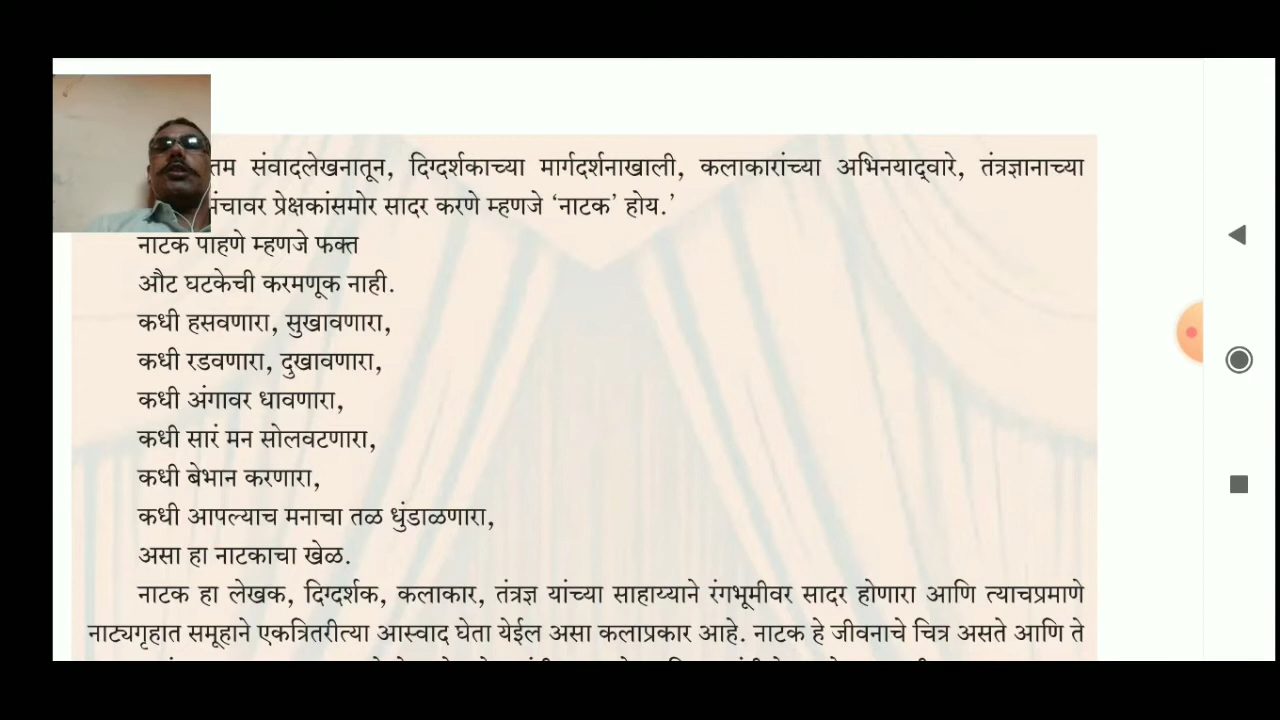 संवादलेखनातून, दिग्दर्शकाच्या मार्गदर्शनाखाली, कलाकारांच्या अभिनयाद्वारे, तंत्रज्ञानाच्या
प्रेक्षकांसमोर सादर करणे म्हणजे ‘नाटक’ होय.’
नाटक पाहणे म्हणजे फक्त
औट घटकेची करमणूक नाही.
कधी हसवणारा, सुखावणारा,
कधी रडवणारा, दुखावणारा,
कधी अंगावर धावणारा,
कधी सारं मन सोलवटणारा,
कधी बेभान करणारा,
कधी आपल्याच मनाचा तळ धुंडाळणारा,
असा हा नाटकाचा खेळ.
नाटक हा लेखक, दिग्दर्शक, कलाकार, तंत्रज्ञ यांच्या साहाय्याने रंगभूमीवर सादर होणारा आणि त्याचप्रमाणे
नाट्यगृहात समूहाने एकत्रितरीत्या आस्वाद घेता येईल असा कलाप्रकार आहे. नाटक हे जीवनाचे चित्र असते आणि ते